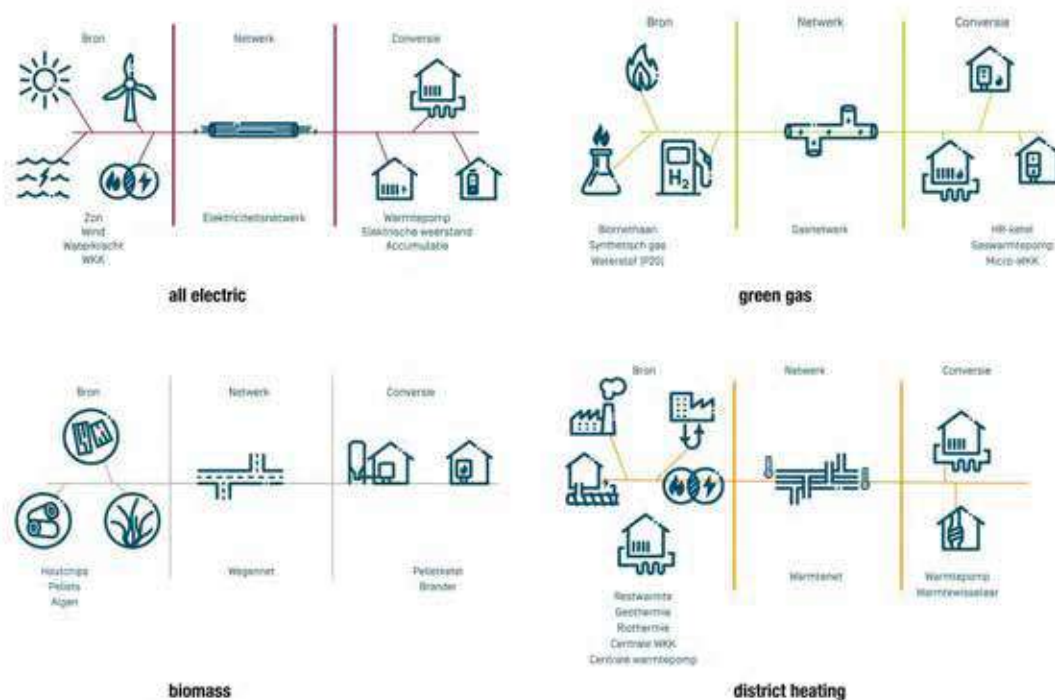 Bron
Netwerk
Conversie
Zon
Wind
Waterkracht
WKK
Elektriciteitsnetwerk
Warmtepomp
Elektrische weerstand
Accumulatie
all electric
Bron
Netwerk
Conversie
H2
Biomethaan
Synthetisch gas
Waterstof (P2G)
Gasnetwerk
HR-ketel
Gaswarmtepomp
Micro-WKK
green gas
Bron
Netwerk
Conversie
Houtchips
Pellets
Algen
Wegennet
Pelletketel
Brander
biomass
Bron
Netwerk
Conversie
Restwarmte
Geothermie
Riothermie
Centrale WKK
Centrale warmtepomp
Warmtenet
Warmtepomp
Warmtewisselaar
district heating